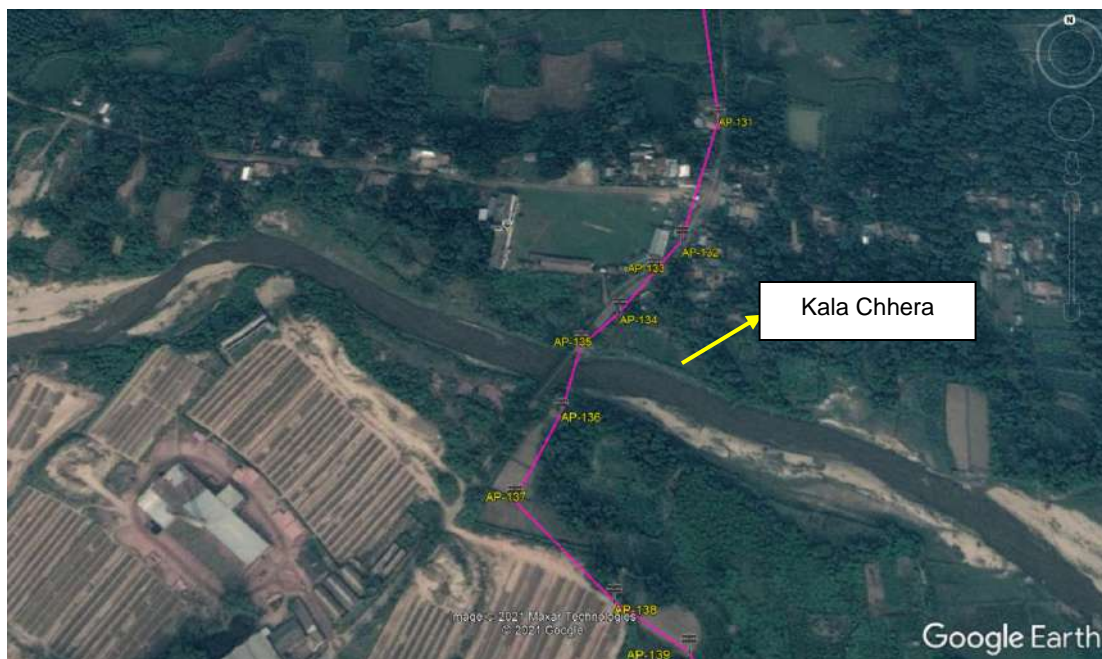 N
AP-131
AP-132
AP-133
AP-134
Kala Chhera
AP-135
AP-136
AP-137
AP-138
Image © 2021 Maxar Technologies
© 2021 Google
AP-139
Google Earth